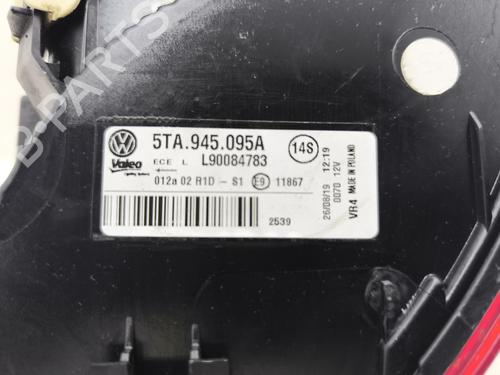 5TA.945.095A
14S
Valeo
ECE L L90084783
012a 02 R1D - S1 E9 11867
2539
26/08/19 12:19
007D 12V
VR4 MADE IN POLAND
B-PARTS